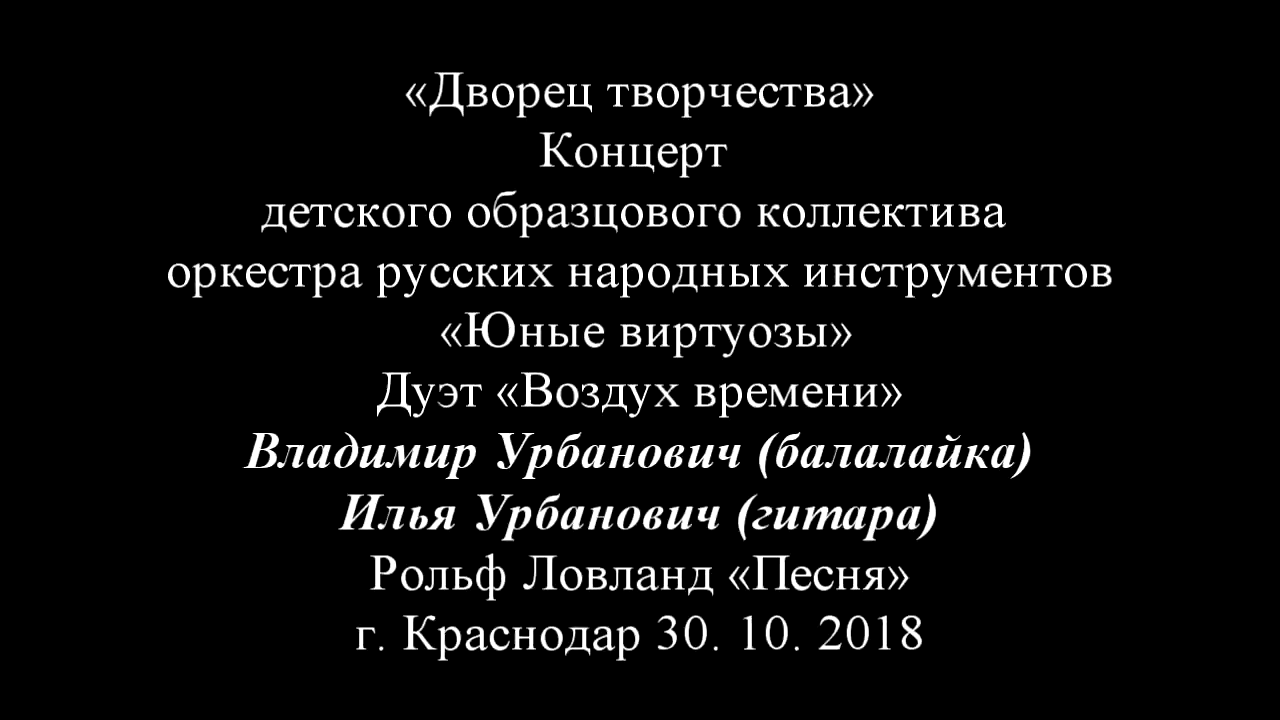 «Дворец творчества»
Концерт
детского образцового коллектива
оркестра русских народных инструментов
«Юные виртуозы»
Дуэт «Воздух времени»
Владимир Урбанович (балалайка)
Илья Урбанович (гитара)
Рольф Ловланд «Песня»
г. Краснодар 30. 10. 2018